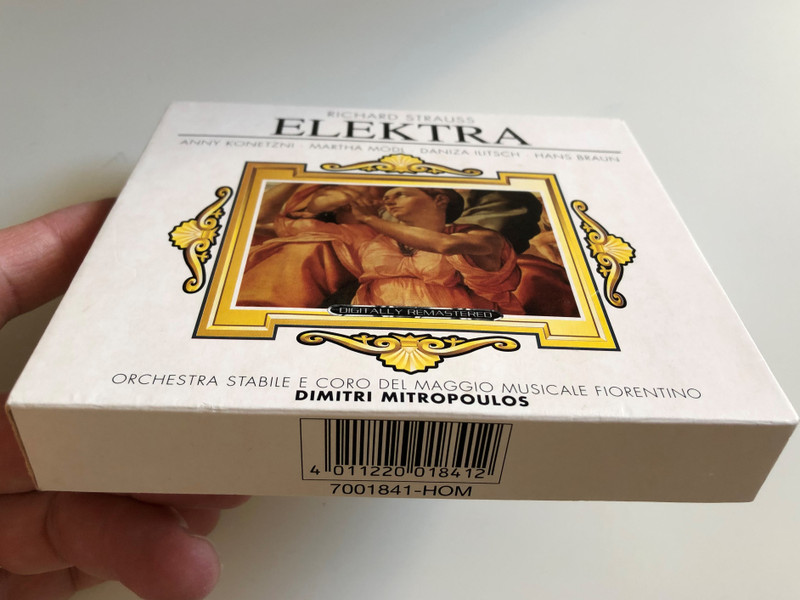 RICHARD STRAUSS
ELEKTRA
ANNY KONETZNI · MARTHA MÖDL · DANIZA ILITSCH · HANS BRAUN
DIGITALLY REMASTERED
ORCHESTRA STABILE E CORO DEL MAGGIO MUSICALE FIORENTINO
DIMITRI MITROPOULOS
4 011220 018412
7001841-HOM